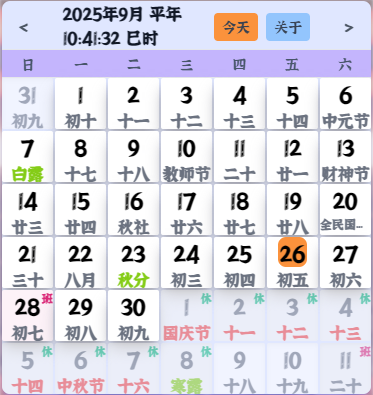 < 2025年9月 平年 今天 关于 >
10:41:32 巳时
日 一 二 三 四 五 六
31 1 2 3 4 5 6
初九 初十 十一 十二 十三 十四 中元节
7 8 9 10 11 12 13
白露 十七 十八 教师节 二十 廿一 财神节
14 15 16 17 18 19 20
廿三 廿四 秋社 廿六 廿七 廿八 全民国...
21 22 23 24 25 26 27
三十 八月 秋分 初三 初四 初五 初六
28 班 29 30 1 休 2 休 3 休 4 休
初七 初八 初九 国庆节 十一 十二 十三
5 休 6 休 7 休 8 休 9 10 11 班
十四 中秋节 十六 寒露 十八 十九 二十